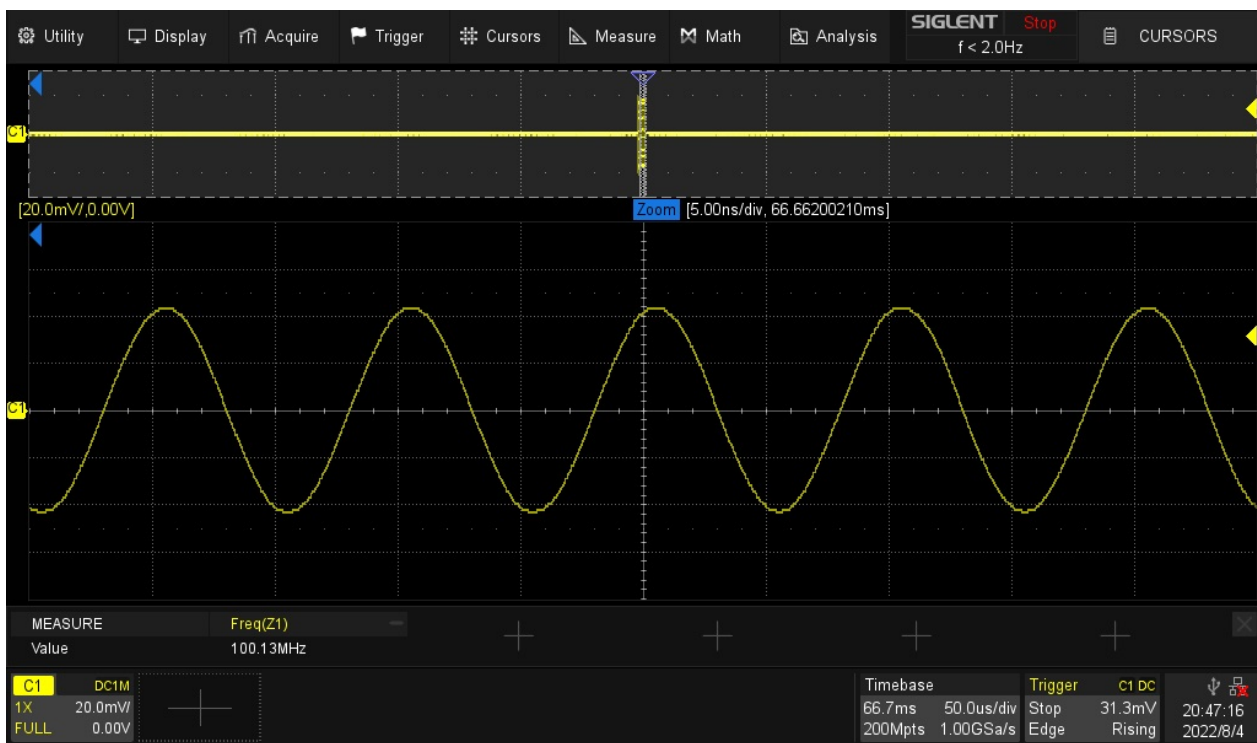 Utility Display Acquire Trigger Cursors Measure Math Analysis SIGLENT Stop CURSORS
f < 2.0Hz
C1
[20.0mV/,0.00V] Zoom [5.00ns/div, 66.66200210ms]
C1
MEASURE Freq(Z1)
Value 100.13MHz
C1 DC1M Timebase Trigger C1 DC
1X 20.0mV/ 66.7ms 50.0us/div Stop 31.3mV
FULL 0.00V 200Mpts 1.00GSa/s Edge Rising
20:47:16
2022/8/4